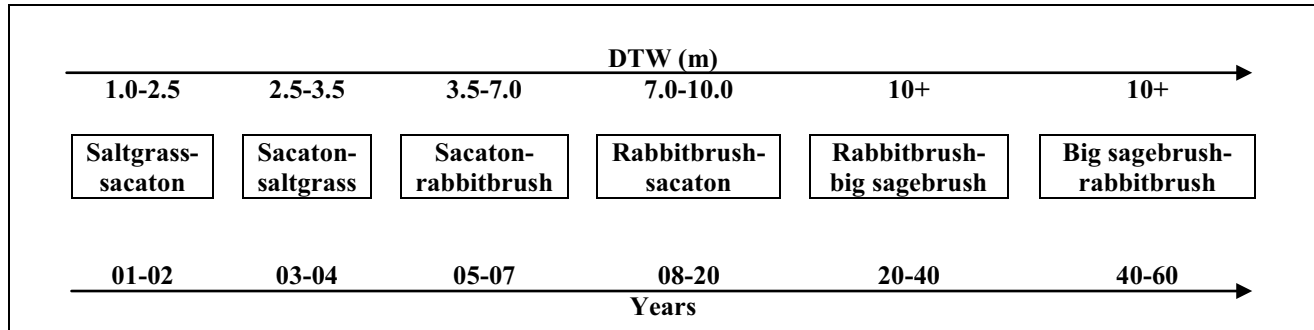 DTW (m)
1.0-2.5 2.5-3.5 3.5-7.0 7.0-10.0 10+ 10+
Saltgrass- Sacaton- Sacaton- Rabbitbrush- Rabbitbrush- Big sagebrush-
sacaton saltgrass rabbitbrush sacaton big sagebrush rabbitbrush
01-02 03-04 05-07 08-20 20-40 40-60
Years